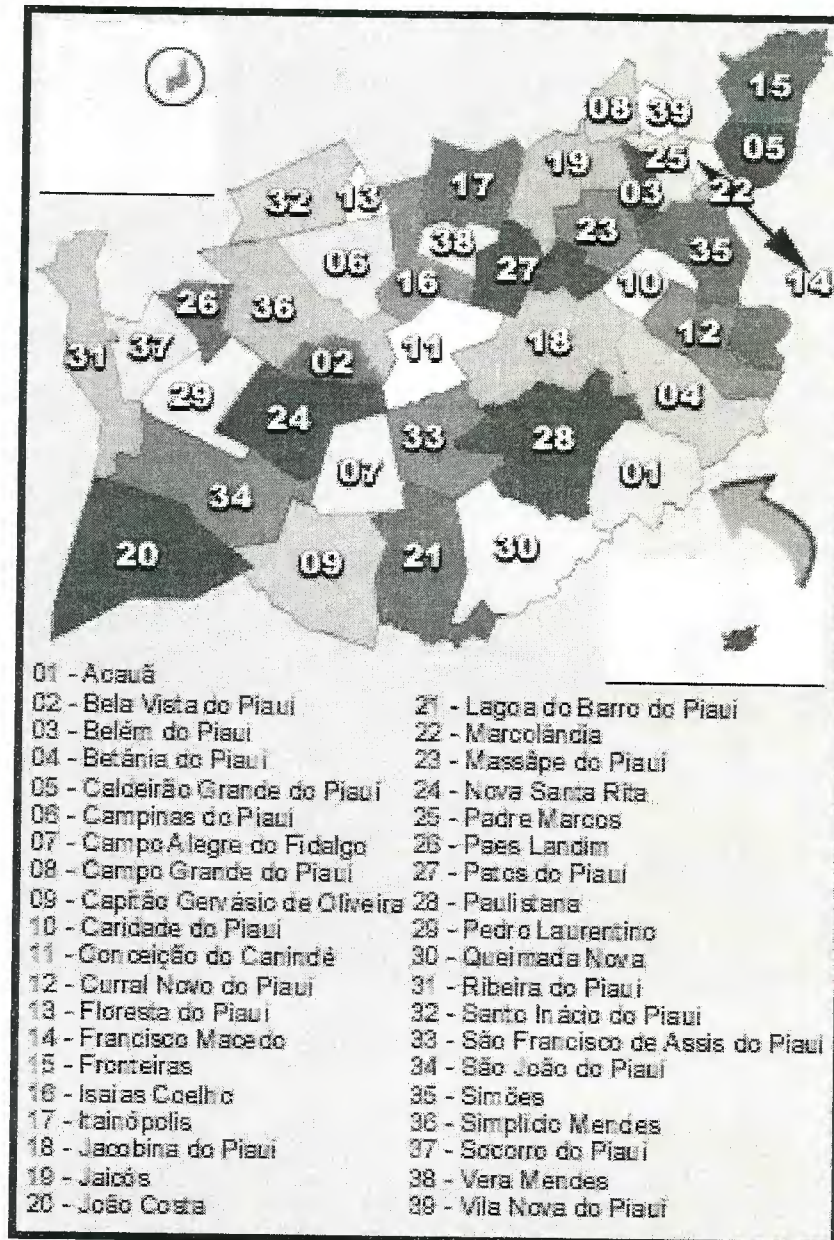 15
08
39
19
25
05
32
13
17
03
22
38
23
35
06
27
16
10
14
26
36
12
37
11
18
31
02
29
04
24
33
28
07
01
34
20
09
21
30
01 - Acauã
02 - Bela Vista do Piauí
03 - Belém do Piauí
04 - Betânia do Piauí
05 - Caldeirão Grande do Piauí
06 - Campinas do Piauí
07 - Campo Alegre do Fidalgo
08 - Campo Grande do Piauí
09 - Capitão Gervásio de Oliveira
10 - Caridade do Piauí
11 - Conceição do Canindé
12 - Curral Novo do Piauí
13 - Floresta do Piauí
14 - Francisco Macedo
15 - Fronteiras
16 - Isaías Coelho
17 - Itainópolis
18 - Jacobina do Piauí
19 - Jaicós
20 - João Costa
21 - Lagoa do Barro do Piauí
22 - Marcolândia
23 - Massâpe do Piauí
24 - Nova Santa Rita
25 - Padre Marcos
26 - Paes Landim
27 - Patos do Piauí
28 - Paulistana
29 - Pedro Laurentino
30 - Queimada Nova
31 - Ribeira do Piauí
32 - Santo Inácio do Piauí
33 - São Francisco de Assis do Piauí
34 - São João do Piauí
35 - Simões
36 - Simplício Mendes
37 - Socorro do Piauí
38 - Vera Mendes
39 - Vila Nova do Piauí